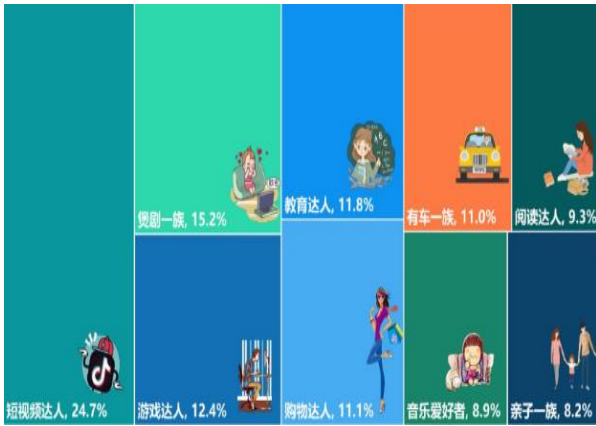 煲剧一族, 15.2%
教育达人, 11.8%
有车一族, 11.0%
阅读达人, 9.3%
短视频达人, 24.7%
游戏达人, 12.4%
购物达人, 11.1%
音乐爱好者, 8.9%
亲子一族, 8.2%